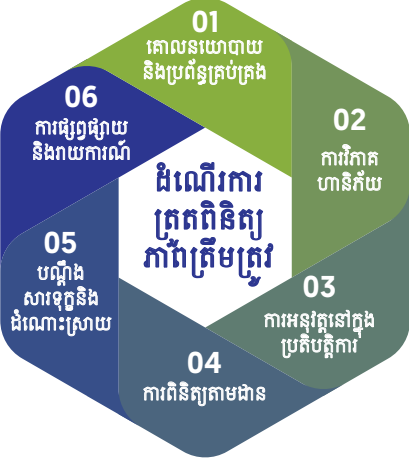 01
គោលនយោបាយ
និងប្រព័ន្ធគ្រប់គ្រង
02
ការវិភាគ
ហានិភ័យ
03
ការអនុវត្តនៅក្នុង
ប្រតិបត្តិការ
04
ការពិនិត្យតាមដាន
05
បណ្តឹង
សារទុក្ខនិង
ដំណោះស្រាយ
06
ការផ្សព្វផ្សាយ
និងរាយការណ៍
ដំណើរការ
ត្រួតពិនិត្យ
ភាពត្រឹមត្រូវ